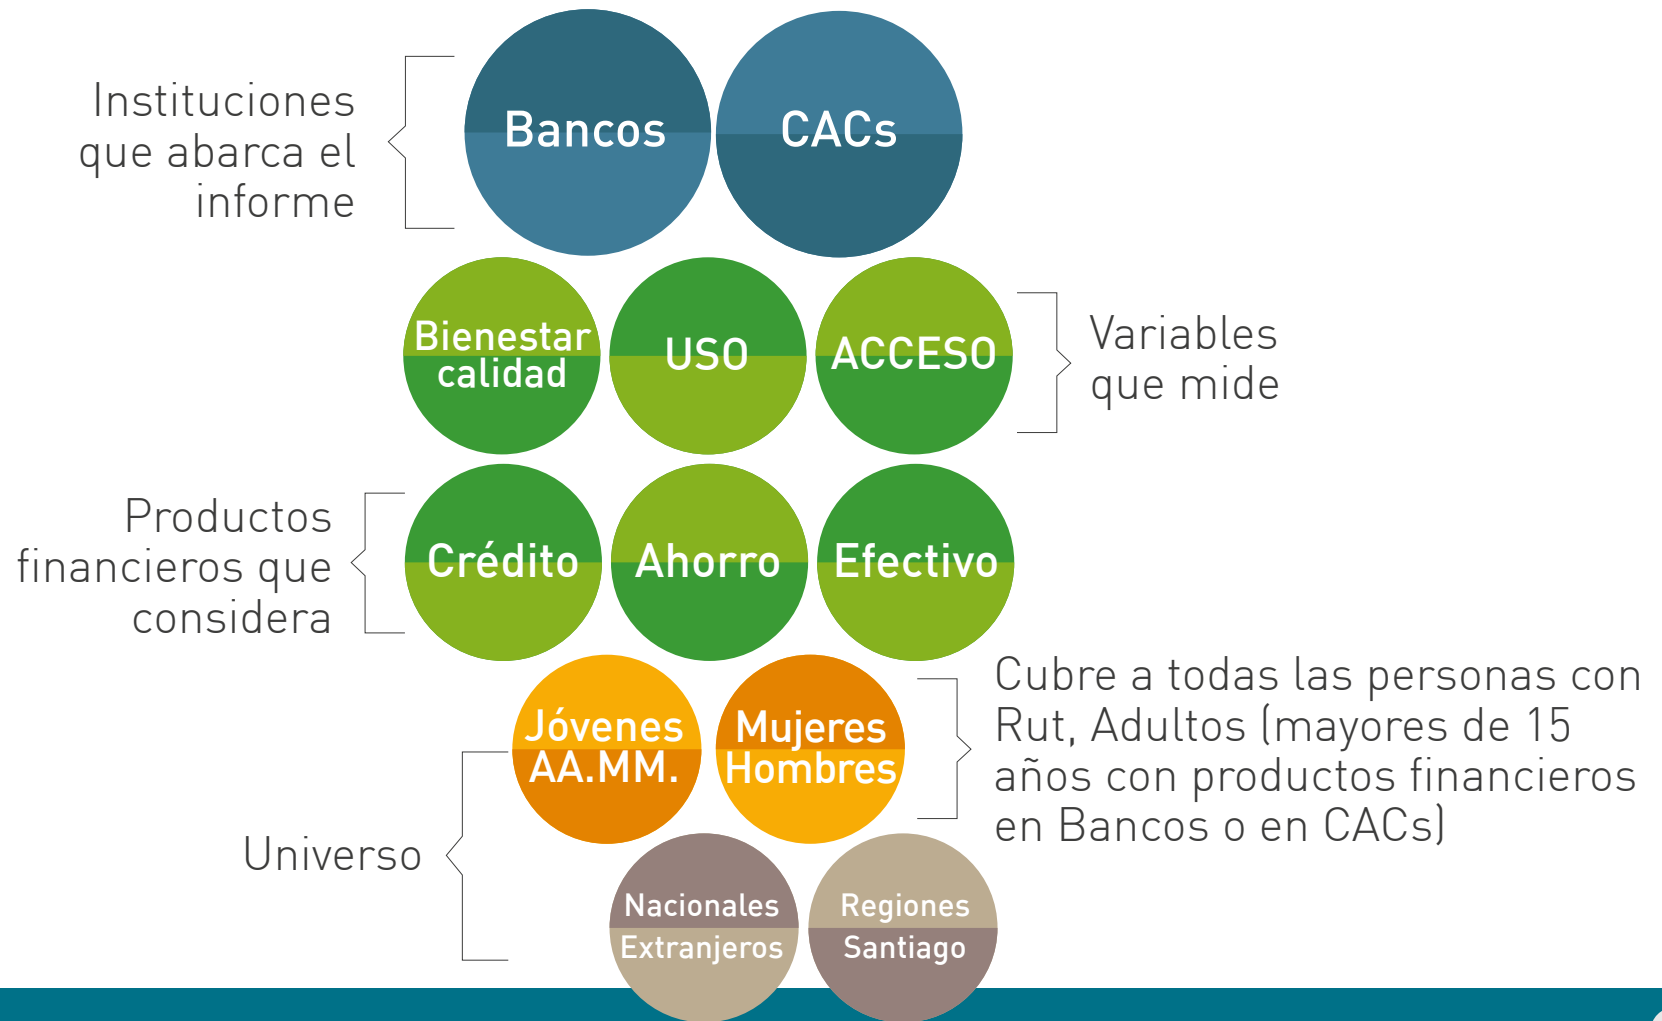 Instituciones
que abarca el
informe
Bancos
CACs
Bienestar
calidad
USO
ACCESO
Variables
que mide
Productos
financieros que
considera
Crédito
Ahorro
Efectivo
Jóvenes
AA.MM.
Mujeres
Hombres
Cubre a todas las personas con
Rut, Adultos (mayores de 15
años con productos financieros
en Bancos o en CACs)
Universo
Nacionales
Extranjeros
Regiones
Santiago